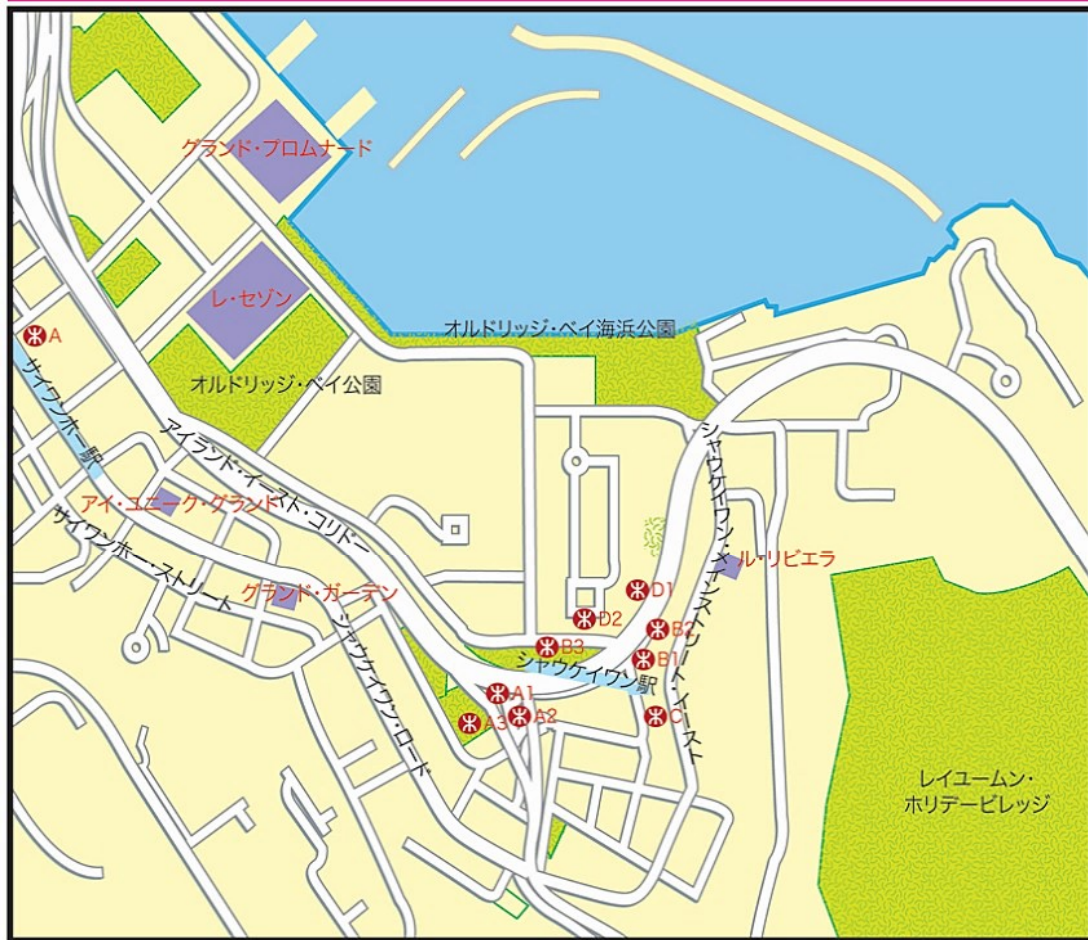 グランド・プロムナード
レ・セゾン
オルドリッジ・ベイ海浜公園
A
オルドリッジ・ベイ公園
サイワンホー駅
アイランド・イースト・コリドー
シャウケイワン・メインストリート・イースト
アイ・ユニーク・グランド
サイワンホー・ストリート
ル・リビエラ
グランド・ガーデン
D1
D2
B2
B3
シャウケイワン・ロード
シャウケイワン駅
B1
A1
A2
A3
C
レイユームン・
ホリデービレッジ